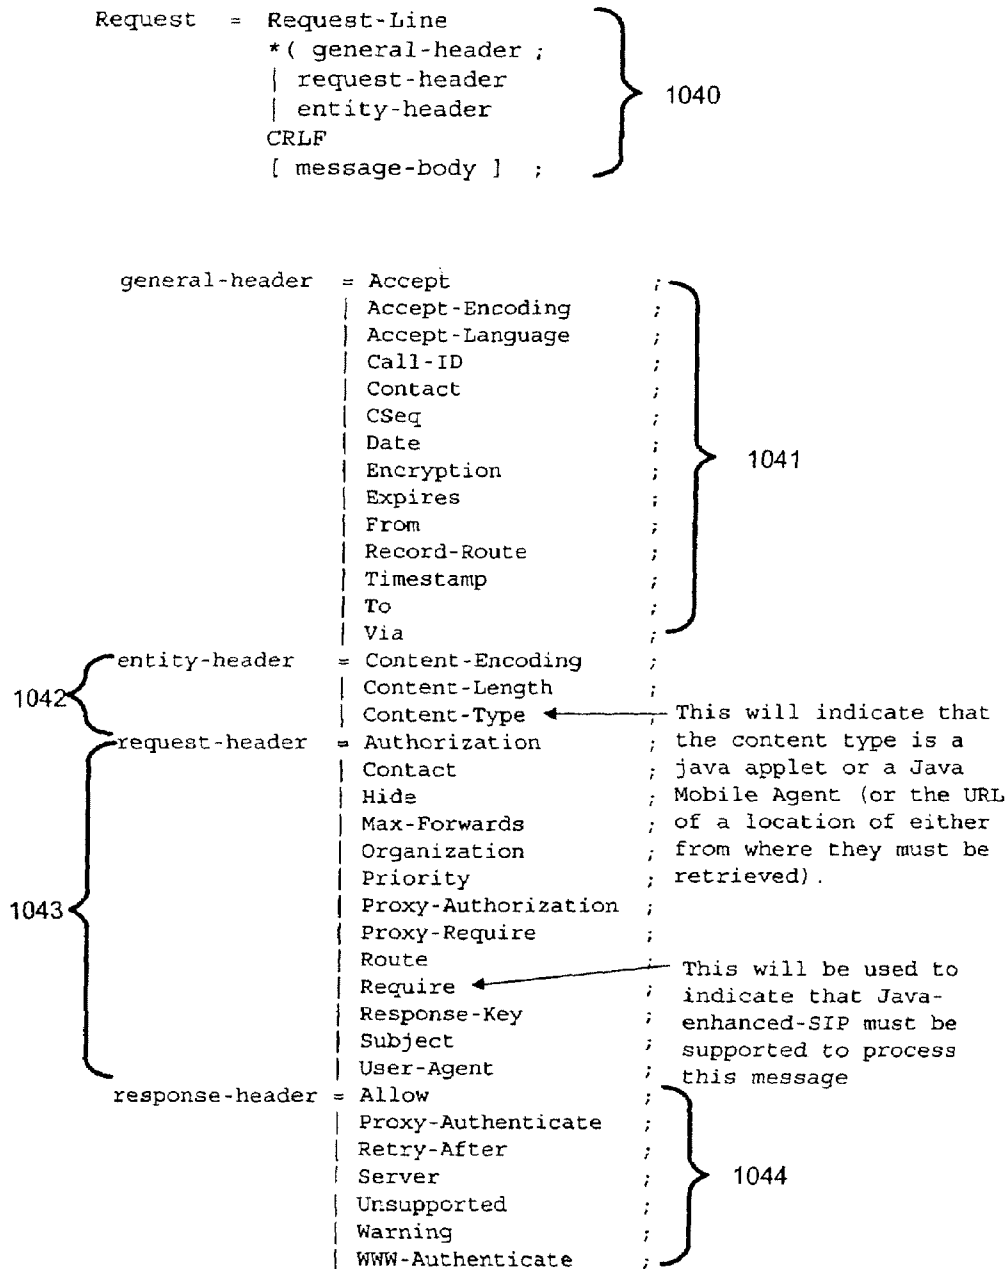 Request = Request-Line
*( general-header ;
| request-header
| entity-header
CRLF
[ message-body ] ;
1040
general-header = Accept ;
| Accept-Encoding ;
| Accept-Language ;
| Call-ID ;
| Contact ;
| CSeq ;
| Date ;
| Encryption ;
| Expires ;
| From ;
| Record-Route ;
| Timestamp ;
| To ;
| Via ;
1041
entity-header = Content-Encoding ;
| Content-Length ;
| Content-Type ;
1042
This will indicate that
the content type is a
java applet or a Java
Mobile Agent (or the URL
of a location of either
from where they must be
retrieved).
request-header = Authorization ;
| Contact ;
| Hide ;
| Max-Forwards ;
| Organization ;
| Priority ;
| Proxy-Authorization ;
| Proxy-Require ;
| Route ;
| Require ;
| Response-Key ;
| Subject ;
| User-Agent ;
1043
This will be used to
indicate that Java-
enhanced-SIP must be
supported to process
this message
response-header = Allow ;
| Proxy-Authenticate ;
| Retry-After ;
| Server ;
| Unsupported ;
| Warning ;
| WWW-Authenticate ;
1044